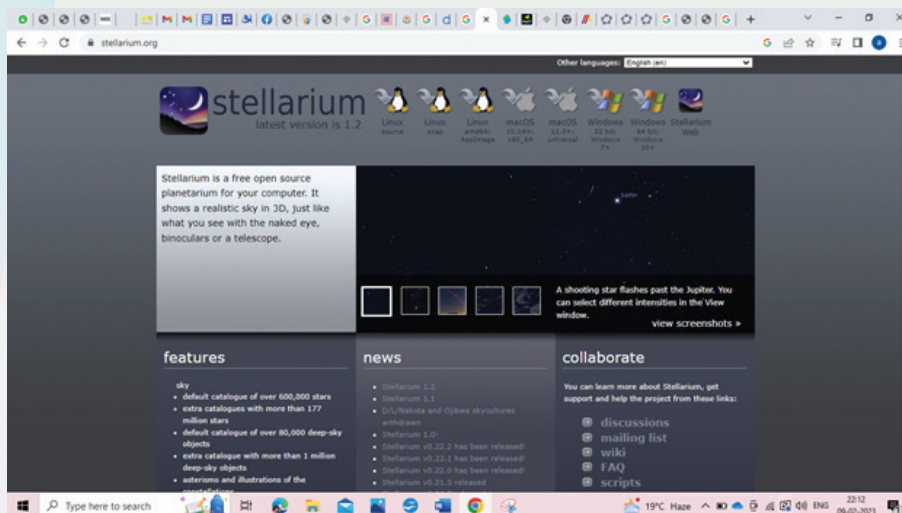 stellarium.org
Other languages: English (en)
stellarium
latest version is 1.2
Linux
source
Linux
snap
Linux
amd64;
AppImage
macOS
10.14+;
x86_64
macOS
11.0+;
universal
Windows
32 bit;
Windows
7+
Windows
64 bit;
Windows
10+
Stellarium
Web
Stellarium is a free open source
planetarium for your computer. It
shows a realistic sky in 3D, just like
what you see with the naked eye,
binoculars or a telescope.
Jupiter
A shooting star flashes past the Jupiter. You
can select different intensities in the View
window.
view screenshots »
features
sky
default catalogue of over 600,000 stars
extra catalogues with more than 177
million stars
default catalogue of over 80,000 deep-sky
objects
extra catalogue with more than 1 million
deep-sky objects
asterisms and illustrations of the
constellations
news
Stellarium 1.2
Stellarium 1.1
D/L/Nakota and Ojibwe skycultures
withdrawn
Stellarium 1.0!
Stellarium v0.22.2 has been released!
Stellarium v0.22.1 has been released!
Stellarium v0.22.0 has been released!
Stellarium v0.21.3 released
collaborate
You can learn more about Stellarium, get
support and help the project from these links:
discussions
mailing list
wiki
FAQ
scripts
Type here to search
19°C Haze
ENG
22:12
09-02-2023